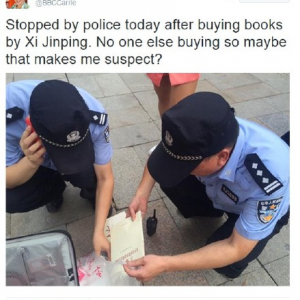 @BBCCarrie
Stopped by police today after buying books
by Xi Jinping. No one else buying so maybe
that makes me suspect?